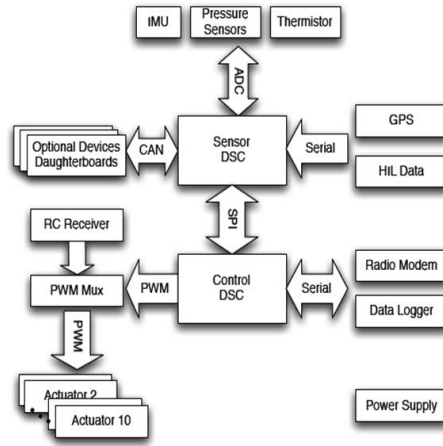 IMU
Pressure
Sensors
Thermistor
ADC
GPS
Optional Devices
Daughterboards
CAN
Sensor
DSC
Serial
HiL Data
SPI
RC Receiver
Radio Modem
PWM Mux
PWM
Control
DSC
Serial
Data Logger
PWM
Actuator 2
Actuator 10
Power Supply